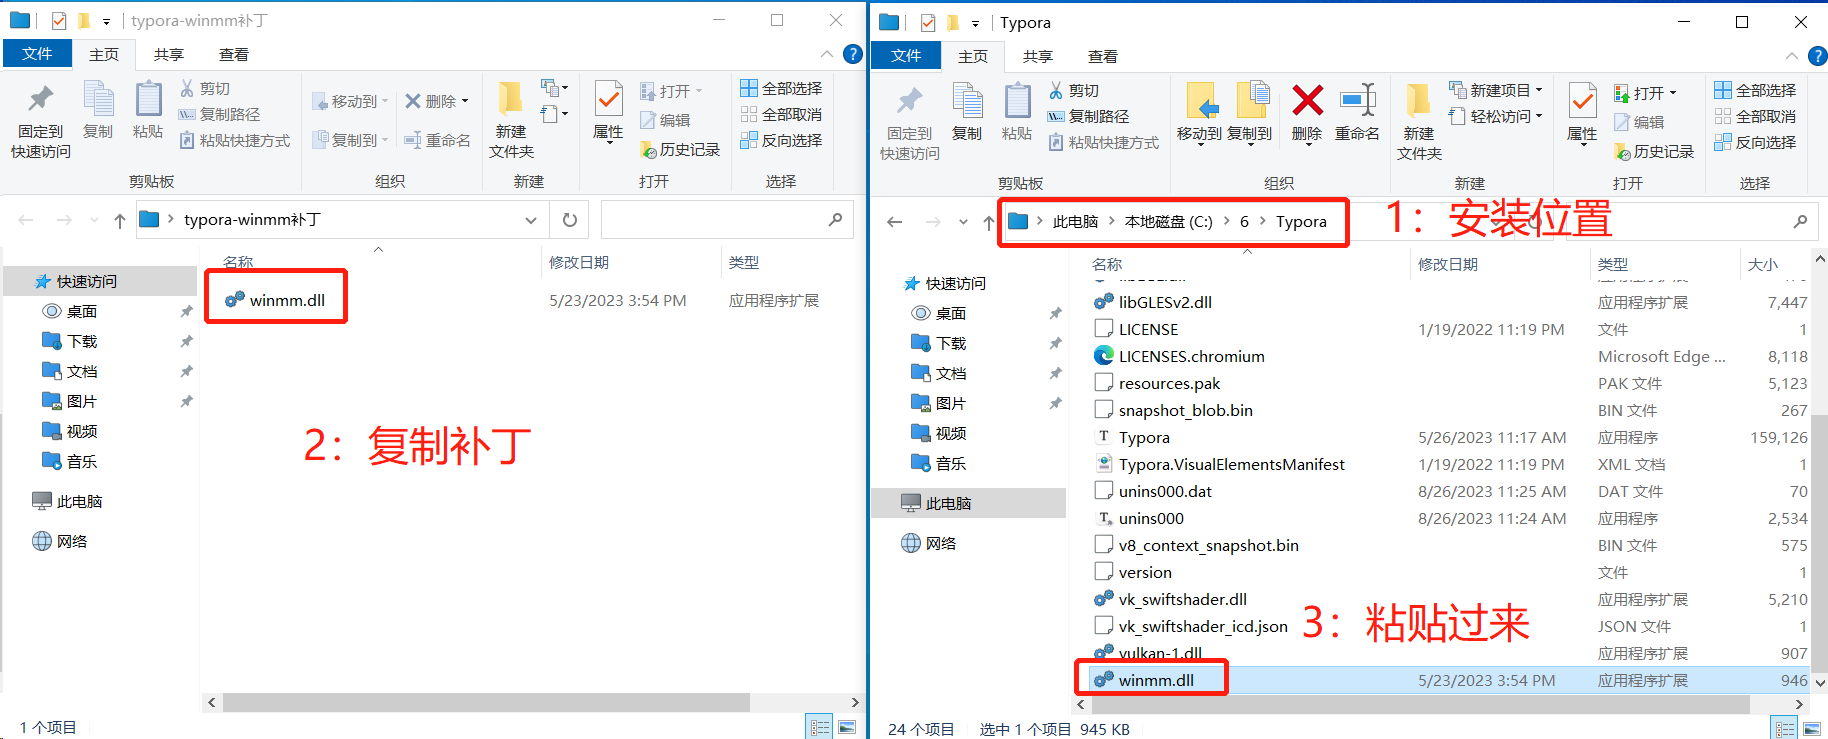 typora-winmm补丁
文件 主页 共享 查看
固定到快速访问
复制
粘贴
剪切
复制路径
粘贴快捷方式
剪贴板
移动到
复制到
删除
重命名
组织
新建文件夹
新建
属性
打开
编辑
历史记录
打开
全部选择
全部取消
反向选择
选择
typora-winmm补丁
名称 修改日期 类型
winmm.dll 5/23/2023 3:54 PM 应用程序扩展
快速访问
桌面
下载
文档
图片
视频
音乐
此电脑
网络
2：复制补丁
1 个项目
Typora
文件 主页 共享 查看
固定到快速访问
复制
粘贴
剪切
复制路径
粘贴快捷方式
剪贴板
移动到
复制到
删除
重命名
组织
新建文件夹
新建项目
轻松访问
新建
属性
打开
编辑
历史记录
打开
全部选择
全部取消
反向选择
选择
此电脑 本地磁盘 (C:) 6 Typora
1：安装位置
名称 修改日期 类型 大小
快速访问
桌面
下载
文档
图片
视频
音乐
此电脑
网络
libGLESv2.dll 应用程序扩展 7,447
LICENSE 1/19/2022 11:19 PM 文件 1
LICENSES.chromium Microsoft Edge ... 8,118
resources.pak PAK 文件 5,123
snapshot_blob.bin BIN 文件 267
Typora 5/26/2023 11:17 AM 应用程序 159,126
Typora.VisualElementsManifest 1/19/2022 11:19 PM XML 文档 1
unins000.dat 8/26/2023 11:25 AM DAT 文件 70
unins000 8/26/2023 11:24 AM 应用程序 2,534
v8_context_snapshot.bin BIN 文件 575
version 文件 1
vk_swiftshader.dll 应用程序扩展 5,210
vk_swiftshader_icd.json JSON 文件 1
vulkan-1.dll 应用程序扩展 907
winmm.dll 5/23/2023 3:54 PM 应用程序扩展 946
3：粘贴过来
24 个项目 选中 1 个项目 945 KB